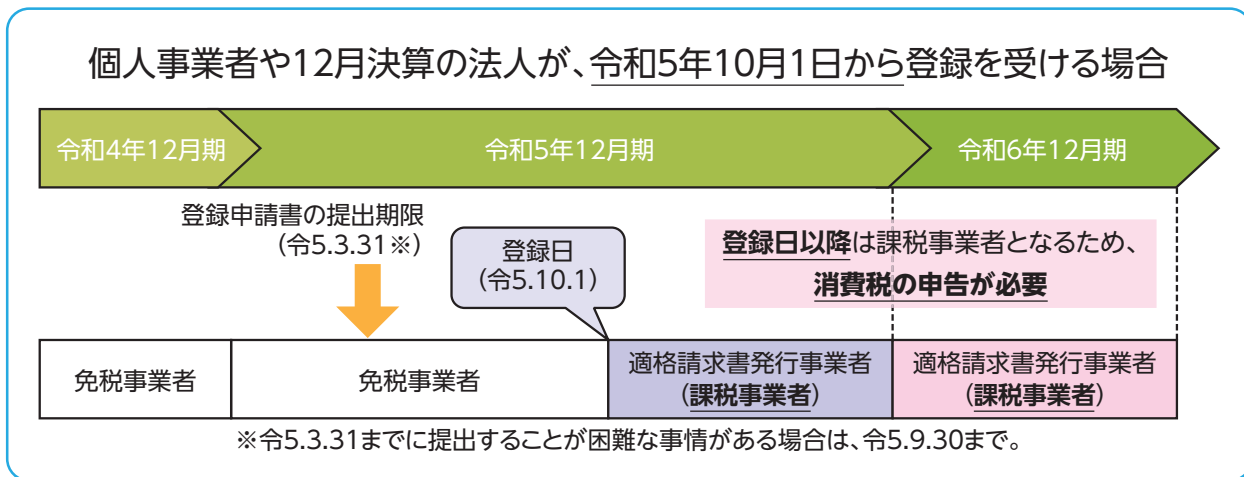 個人事業者や12月決算の法人が、令和5年10月1日から登録を受ける場合
令和4年12月期
令和5年12月期
令和6年12月期
登録申請書の提出期限
(令5.3.31※)
登録日
(令5.10.1)
登録日以降は課税事業者となるため、
消費税の申告が必要
免税事業者
免税事業者
適格請求書発行事業者
(課税事業者)
適格請求書発行事業者
(課税事業者)
※令5.3.31までに提出することが困難な事情がある場合は、令5.9.30まで。